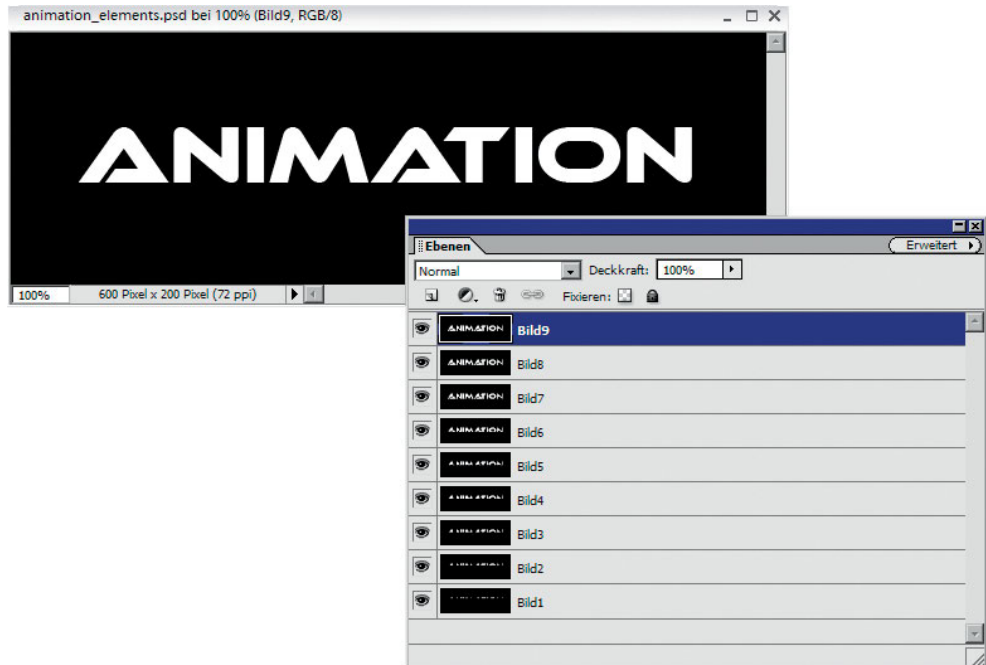 animation_elements.psd bei 100% (Bild9, RGB/8)
ANIMATION
100% 600 Pixel x 200 Pixel (72 ppi)
Ebenen Erweitert
Normal Deckkraft: 100%
Fixieren:
ANIMATION Bild9
ANIMATION Bild8
ANIMATION Bild7
ANIMATION Bild6
Bild5
Bild4
Bild3
Bild2
Bild1